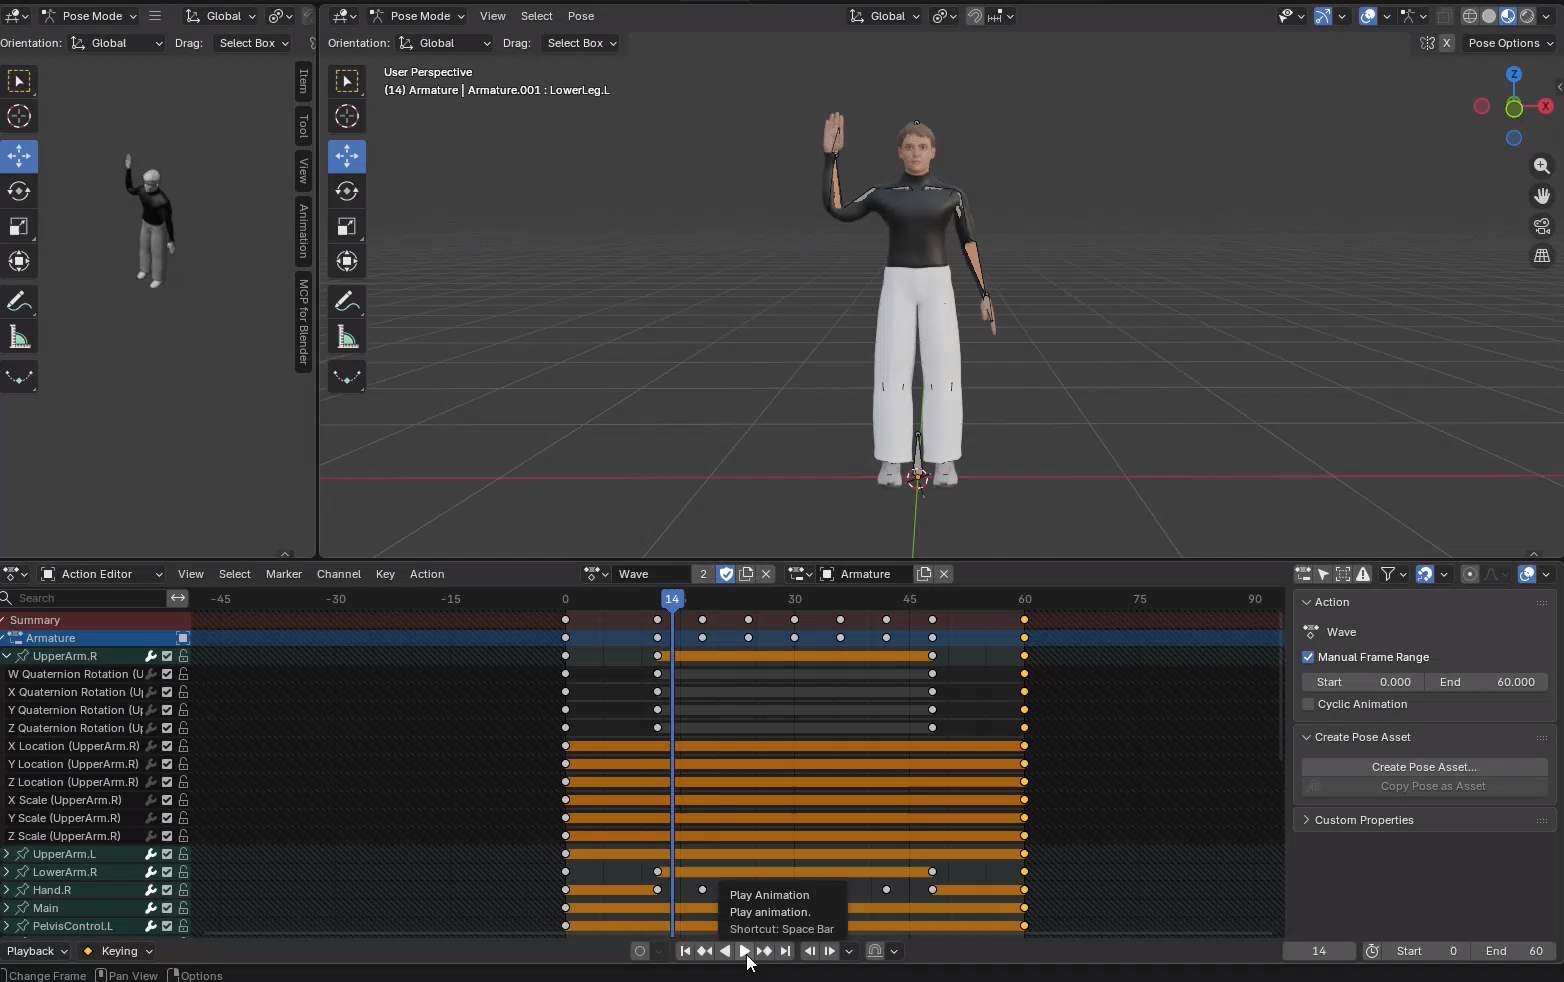 Pose Mode Global
Orientation: Global Drag: Select Box
Item
Tool
View
Animation
MCP for Blender
Pose Mode View Select Pose Global
Orientation: Global Drag: Select Box X Pose Options
User Perspective
(14) Armature | Armature.001 : LowerLeg.L
Z
X
Action Editor View Select Marker Channel Key Action Wave 2 Armature
Search -45 -30 -15 0 14 30 45 60 75 90
Summary
Armature
UpperArm.R
W Quaternion Rotation (U
X Quaternion Rotation (U
Y Quaternion Rotation (U
Z Quaternion Rotation (U
X Location (UpperArm.R)
Y Location (UpperArm.R)
Z Location (UpperArm.R)
X Scale (UpperArm.R)
Y Scale (UpperArm.R)
Z Scale (UpperArm.R)
UpperArm.L
LowerArm.R
Hand.R
Main
PelvisControl.L
Play Animation
Play animation.
Shortcut: Space Bar
Action
Wave
Manual Frame Range
Start 0.000 End 60.000
Cyclic Animation
Create Pose Asset
Create Pose Asset...
Copy Pose as Asset
Custom Properties
Playback Keying 14 Start 0 End 60
Change Frame Pan View Options